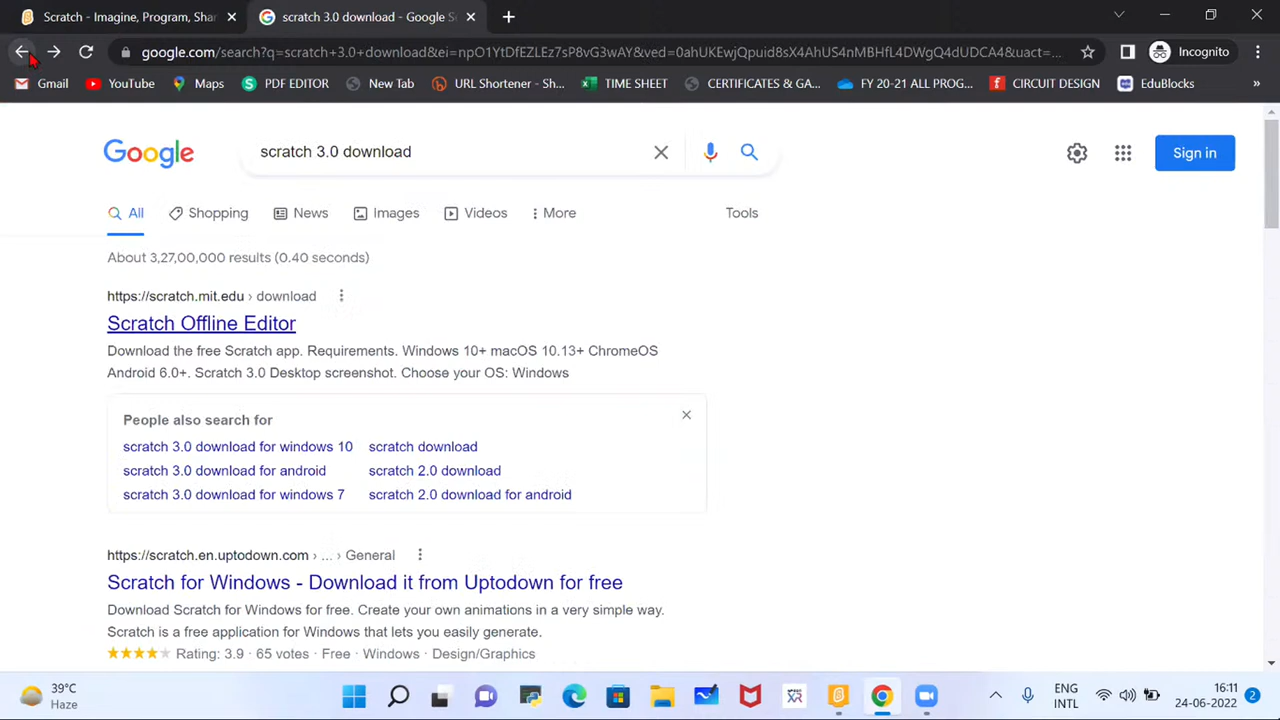 Scratch - Imagine, Program, Shar
scratch 3.0 download - Google Se
google.com/search?q=scratch+3.0+download&ei=npO1YtDfEZLEz7sP8vG3wAY&ved=0ahUKEwjQuid8sX4AhUS4nMBHfL4DWgQ4dUDCA4&uact=...
Incognito
Gmail YouTube Maps PDF EDITOR New Tab URL Shortener - Sh... TIME SHEET CERTIFICATES & GA... FY 20-21 ALL PROG... CIRCUIT DESIGN EduBlocks
Google
scratch 3.0 download
Sign in
All Shopping News Images Videos More Tools
About 3,27,00,000 results (0.40 seconds)
https://scratch.mit.edu › download
Scratch Offline Editor
Download the free Scratch app. Requirements. Windows 10+ macOS 10.13+ ChromeOS
Android 6.0+. Scratch 3.0 Desktop screenshot. Choose your OS: Windows
People also search for
scratch 3.0 download for windows 10 scratch download
scratch 3.0 download for android scratch 2.0 download
scratch 3.0 download for windows 7 scratch 2.0 download for android
https://scratch.en.uptodown.com › ... › General
Scratch for Windows - Download it from Uptodown for free
Download Scratch for Windows for free. Create your own animations in a very simple way.
Scratch is a free application for Windows that lets you easily generate.
Rating: 3.9 · 65 votes · Free · Windows · Design/Graphics
39°C
Haze
ENG
INTL
16:11
24-06-2022
2